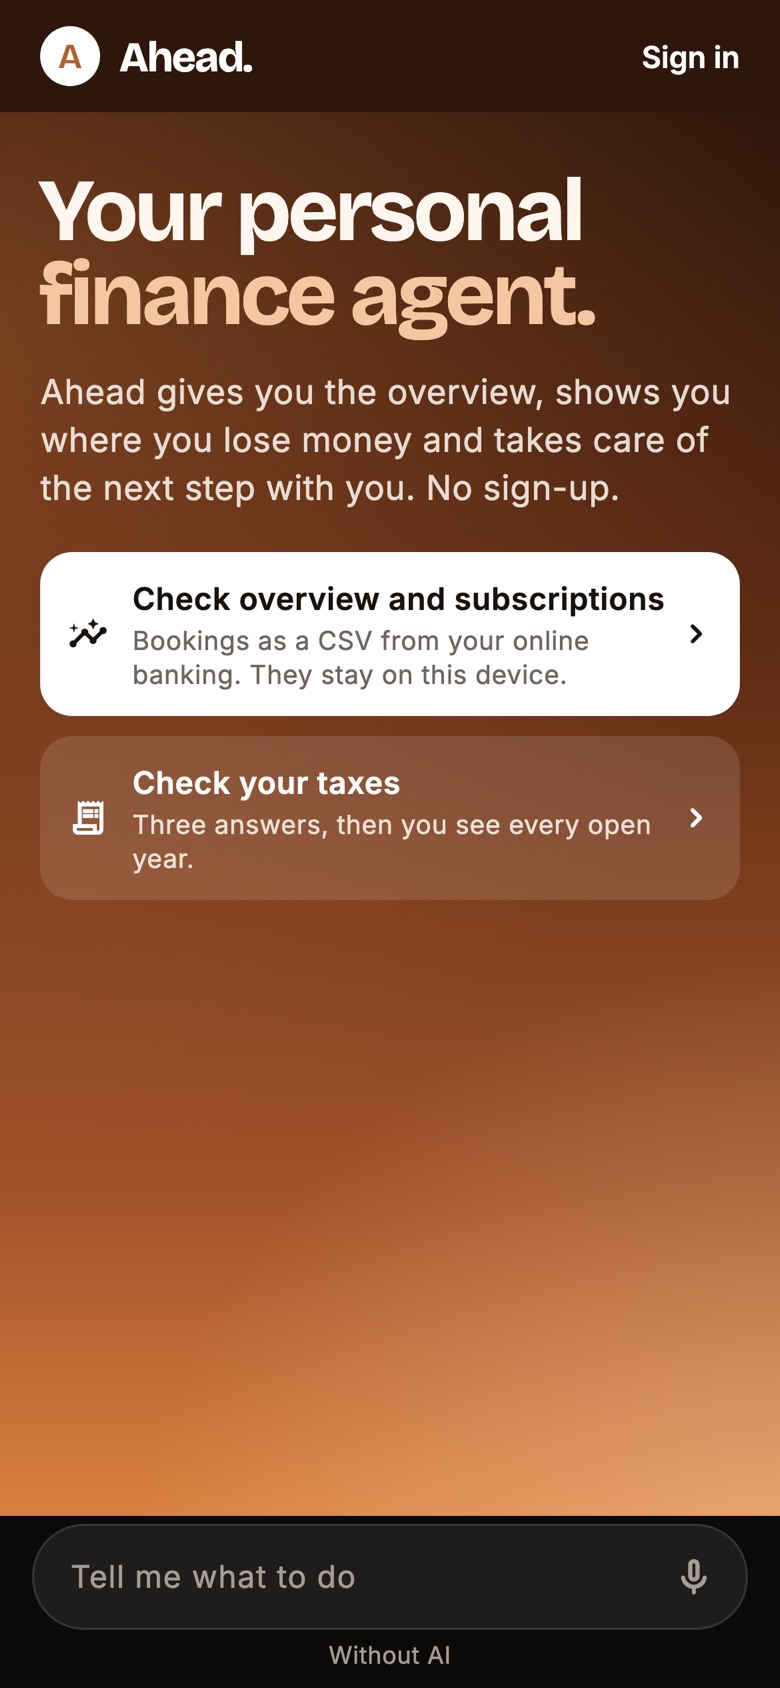 A
Ahead.
Sign in
Your personal
finance agent.
Ahead gives you the overview, shows you
where you lose money and takes care of
the next step with you. No sign-up.
Check overview and subscriptions
Bookings as a CSV from your online
banking. They stay on this device.
Check your taxes
Three answers, then you see every open
year.
Tell me what to do
Without AI